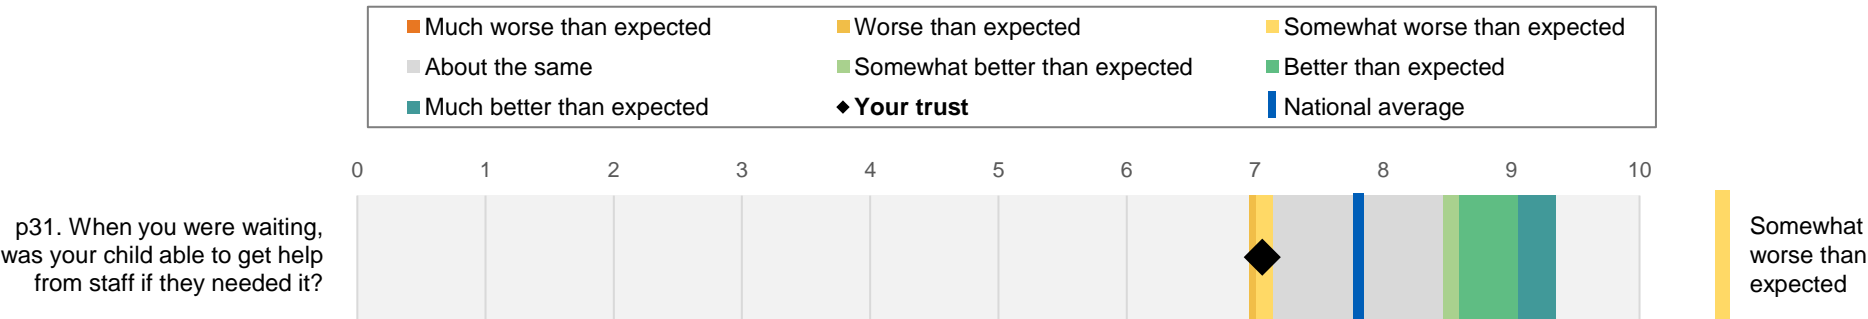 Much worse than expected
Worse than expected
Somewhat worse than expected
About the same
Somewhat better than expected
Better than expected
Much better than expected
Your trust
National average
0 1 2 3 4 5 6 7 8 9 10
p31. When you were waiting,
was your child able to get help
from staff if they needed it?
Somewhat
worse than
expected